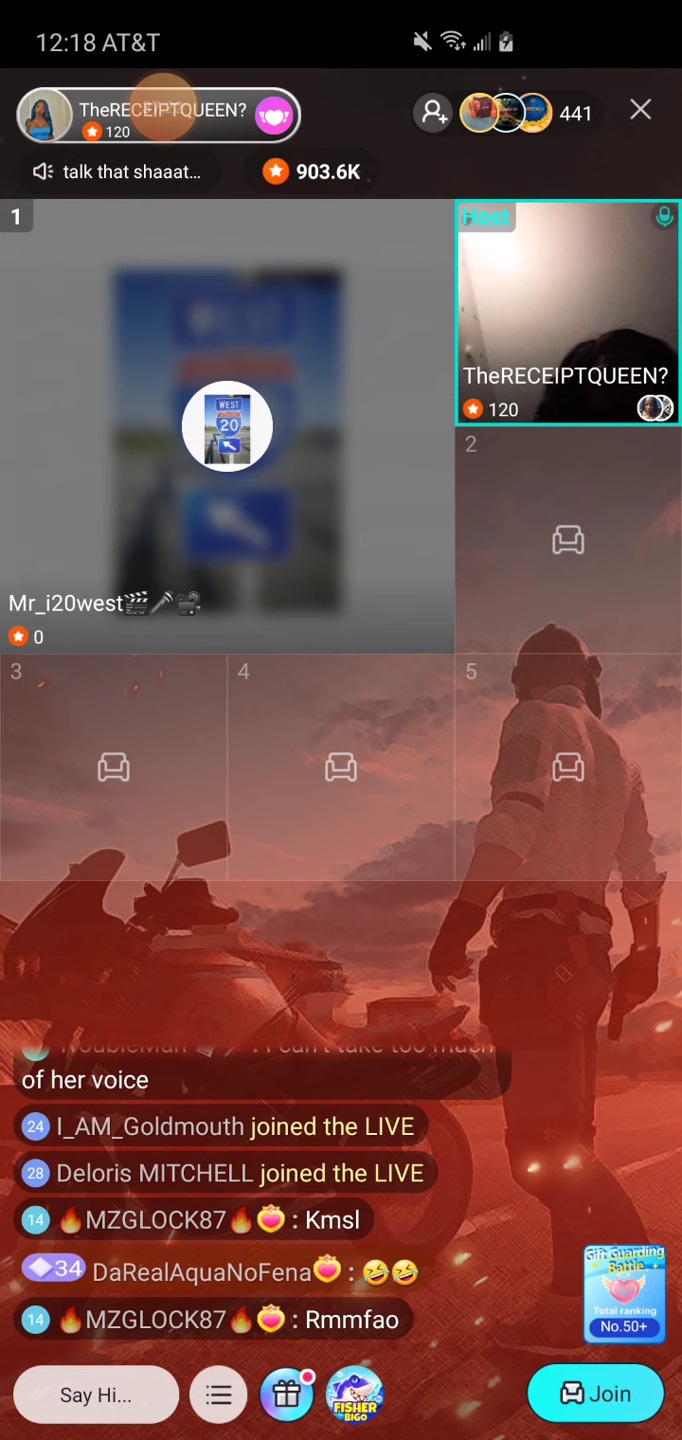 12:18 AT&T
TheRECEIPTQUEEN?
120
441
talk that shaaat...
903.6K
1
Host
WEST
20
TheRECEIPTQUEEN?
120
2
Mr_i20west
0
3
4
5
of her voice
24 I_AM_Goldmouth joined the LIVE
28 Deloris MITCHELL joined the LIVE
14 🔥MZGLOCK87🔥 : Kmsl
34 DaRealAquaNoFena : 🤣🤣
14 🔥MZGLOCK87🔥 : Rmmfao
Gift Guarding
Battle
Total ranking
No.50+
Say Hi...
FISHER
BIGO
Join